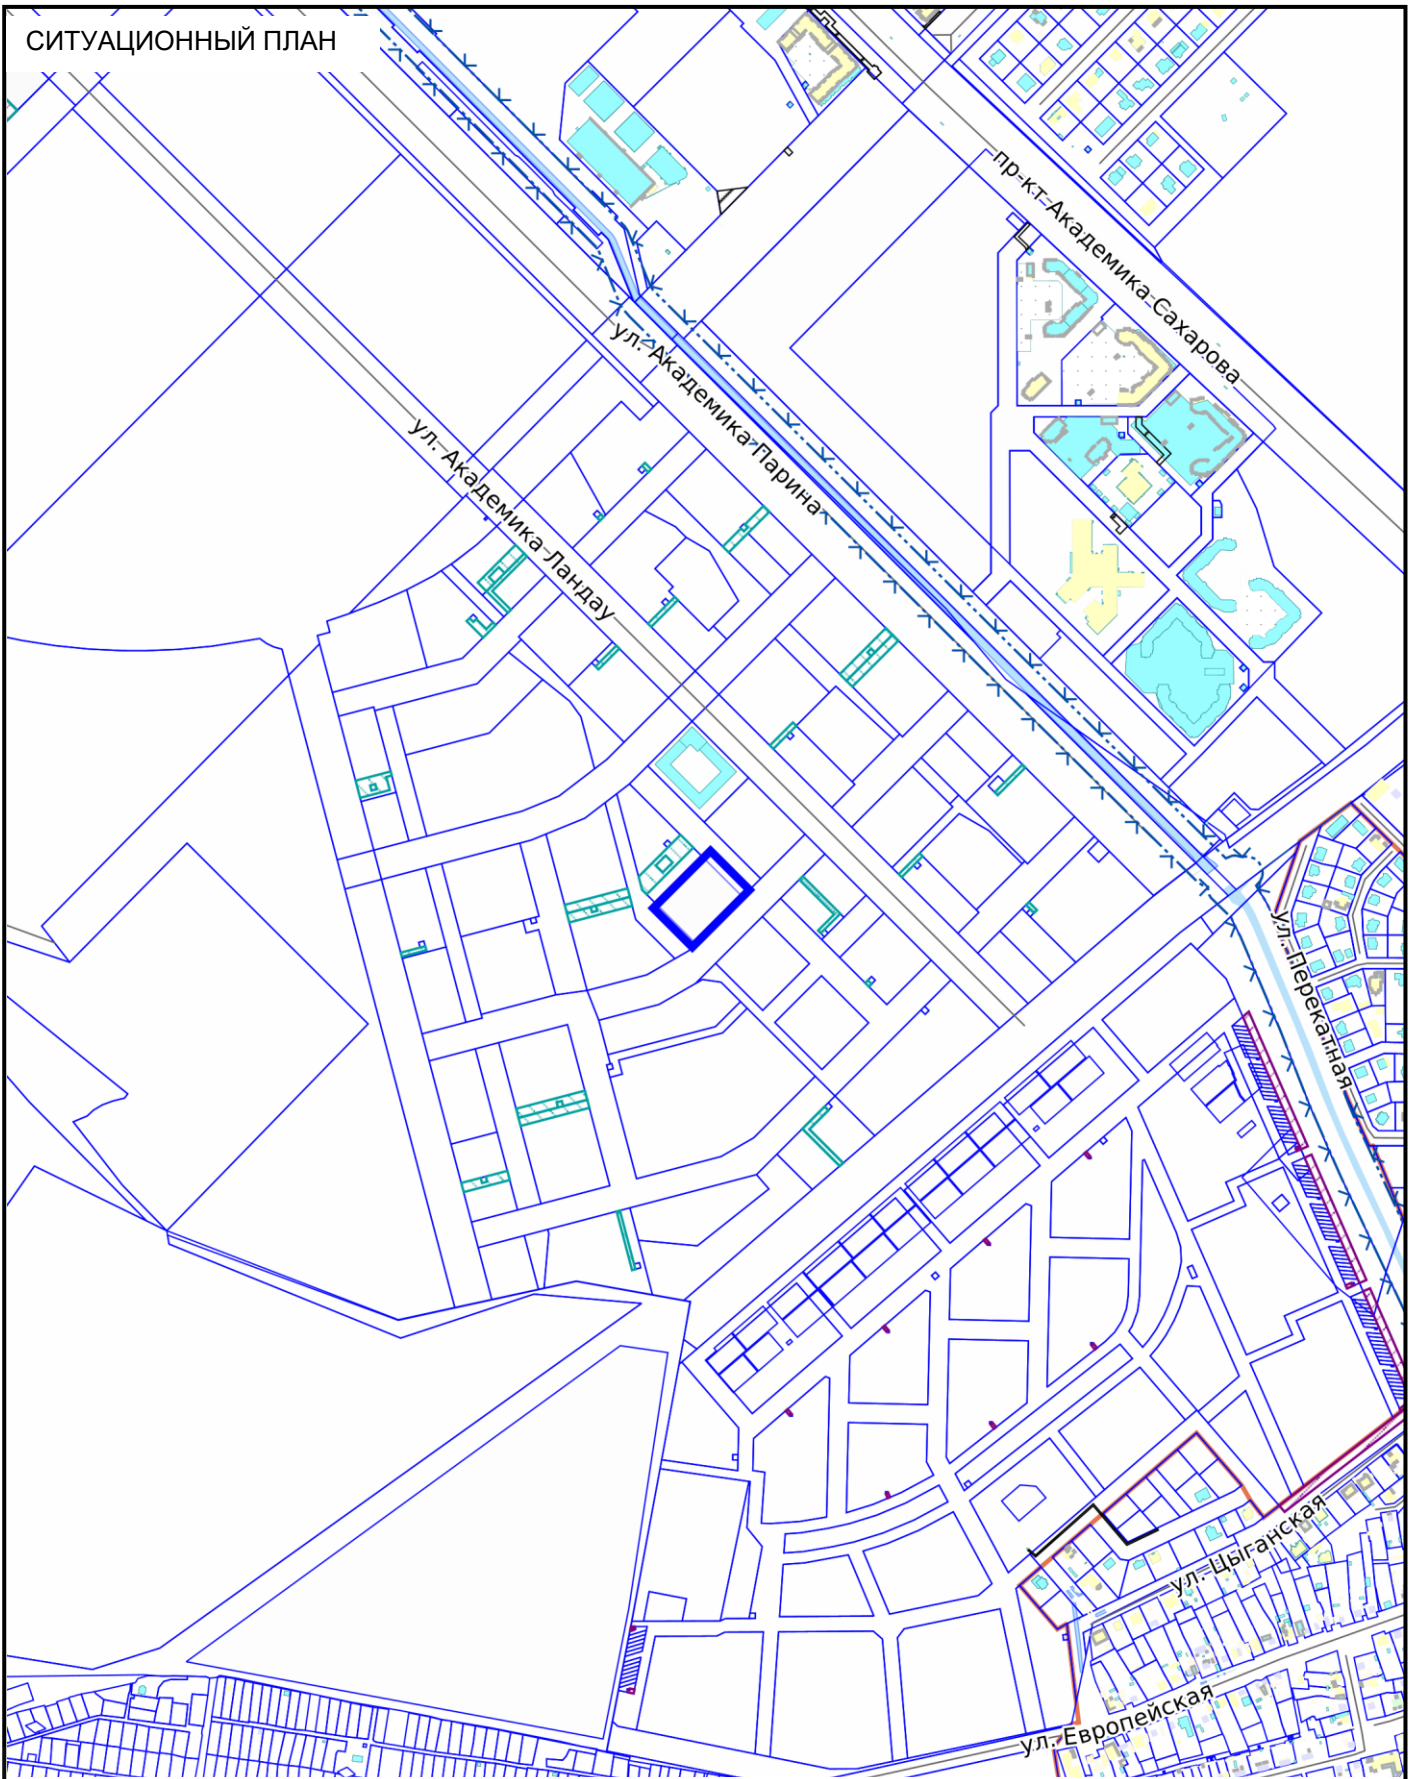 СИТУАЦИОННЫЙ ПЛАН
пр-кт Академика Сахарова
ул. Академика Парина
ул. Академика Ландау
ул. Перекатная
ул. Цыганская
ул. Европейская